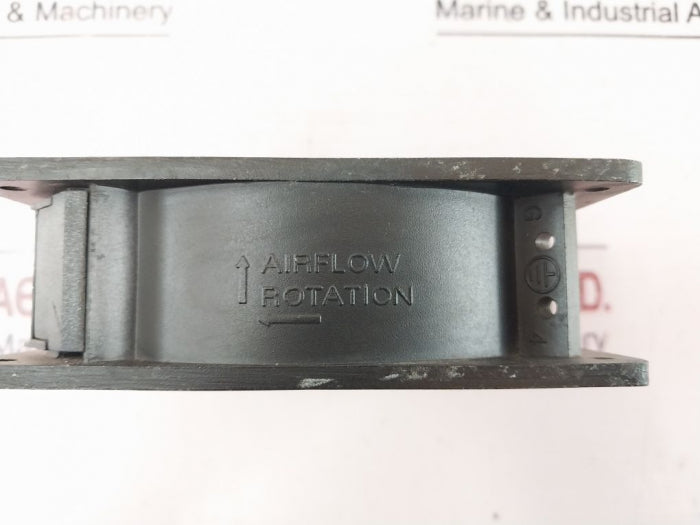 & Machinery
Marine & Industrial A
AIRFLOW
ROTATION
G
4
D.